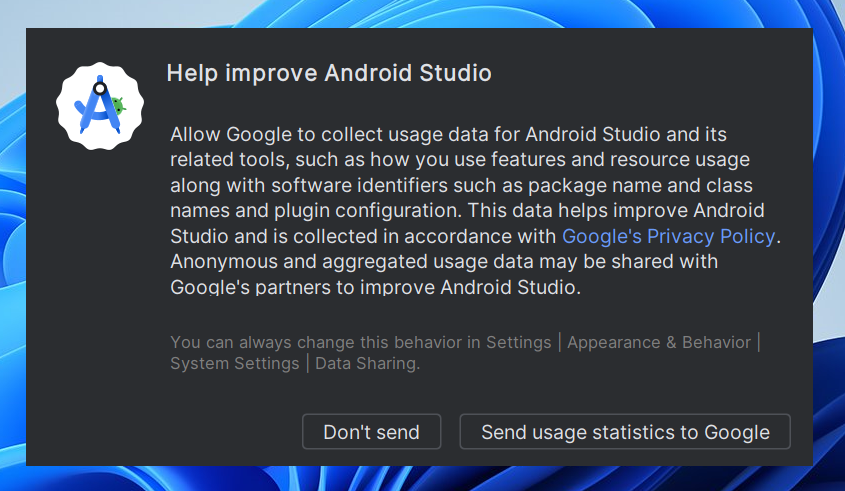 Help improve Android Studio
Allow Google to collect usage data for Android Studio and its
related tools, such as how you use features and resource usage
along with software identifiers such as package name and class
names and plugin configuration. This data helps improve Android
Studio and is collected in accordance with Google's Privacy Policy.
Anonymous and aggregated usage data may be shared with
Google's partners to improve Android Studio.
You can always change this behavior in Settings | Appearance & Behavior |
System Settings | Data Sharing.
Don't send
Send usage statistics to Google